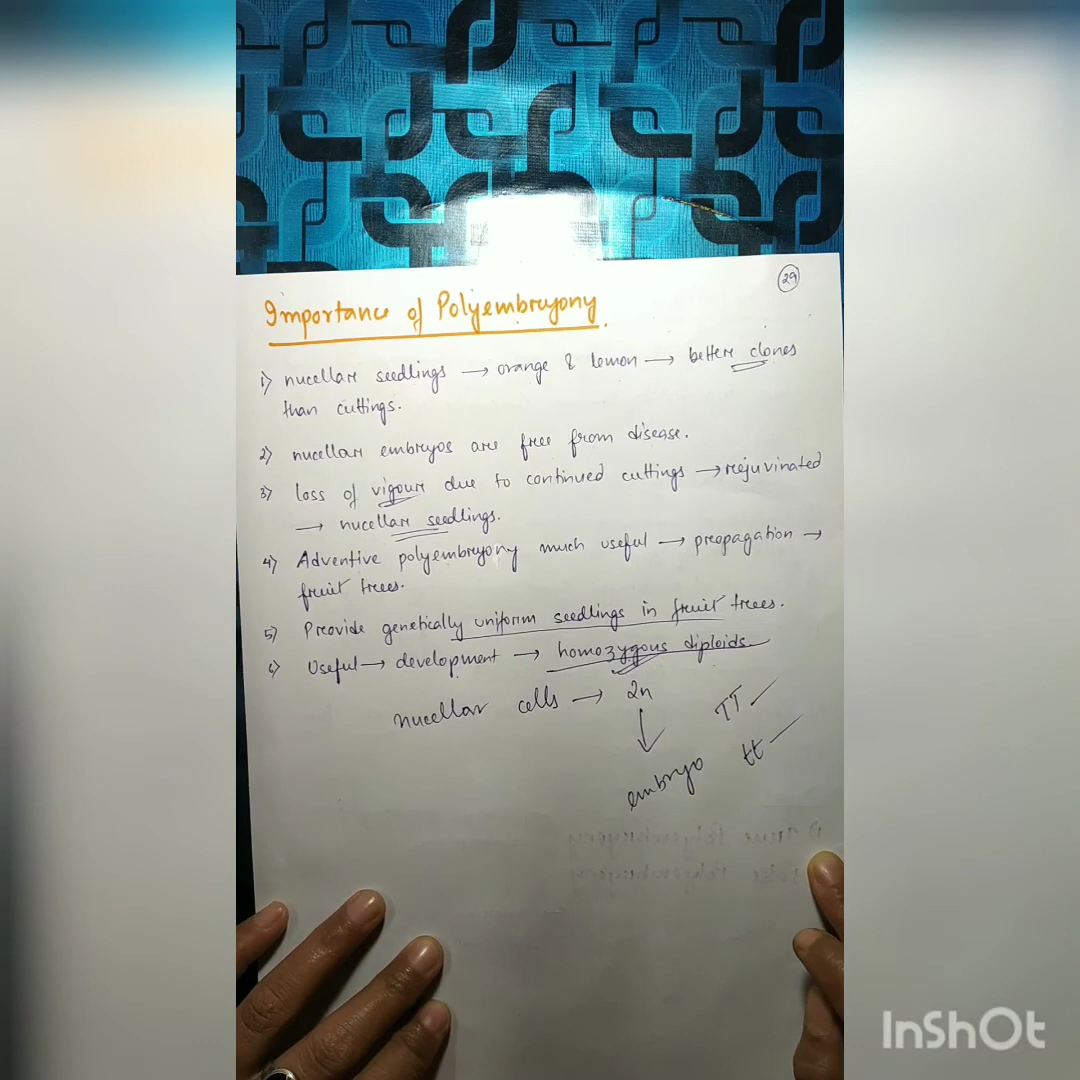 29
Importance of Polyembryony.
1) nucellar seedlings → orange & lemon → better clones
than cuttings.
2) nucellar embryos are free from disease.
3) loss of vigour due to continued cuttings → rejuvinated
→ nucellar seedlings.
4) Adventive polyembryony much useful → propagation →
fruit trees.
5) Provide genetically uniform seedlings in fruit trees.
6) Useful → development → homozygous diploids.
nucellar cells → 2n
TT
tt
embryo
InShOt